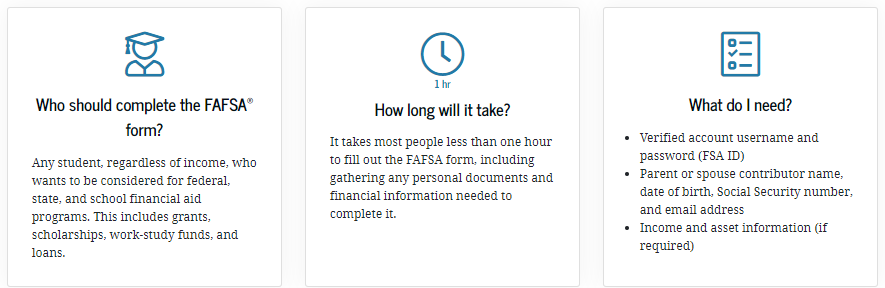 Who should complete the FAFSA®
form?
Any student, regardless of income, who
wants to be considered for federal,
state, and school financial aid
programs. This includes grants,
scholarships, work-study funds, and
loans.
1 hr
How long will it take?
It takes most people less than one hour
to fill out the FAFSA form, including
gathering any personal documents and
financial information needed to
complete it.
What do I need?
• Verified account username and
password (FSA ID)
• Parent or spouse contributor name,
date of birth, Social Security number,
and email address
• Income and asset information (if
required)